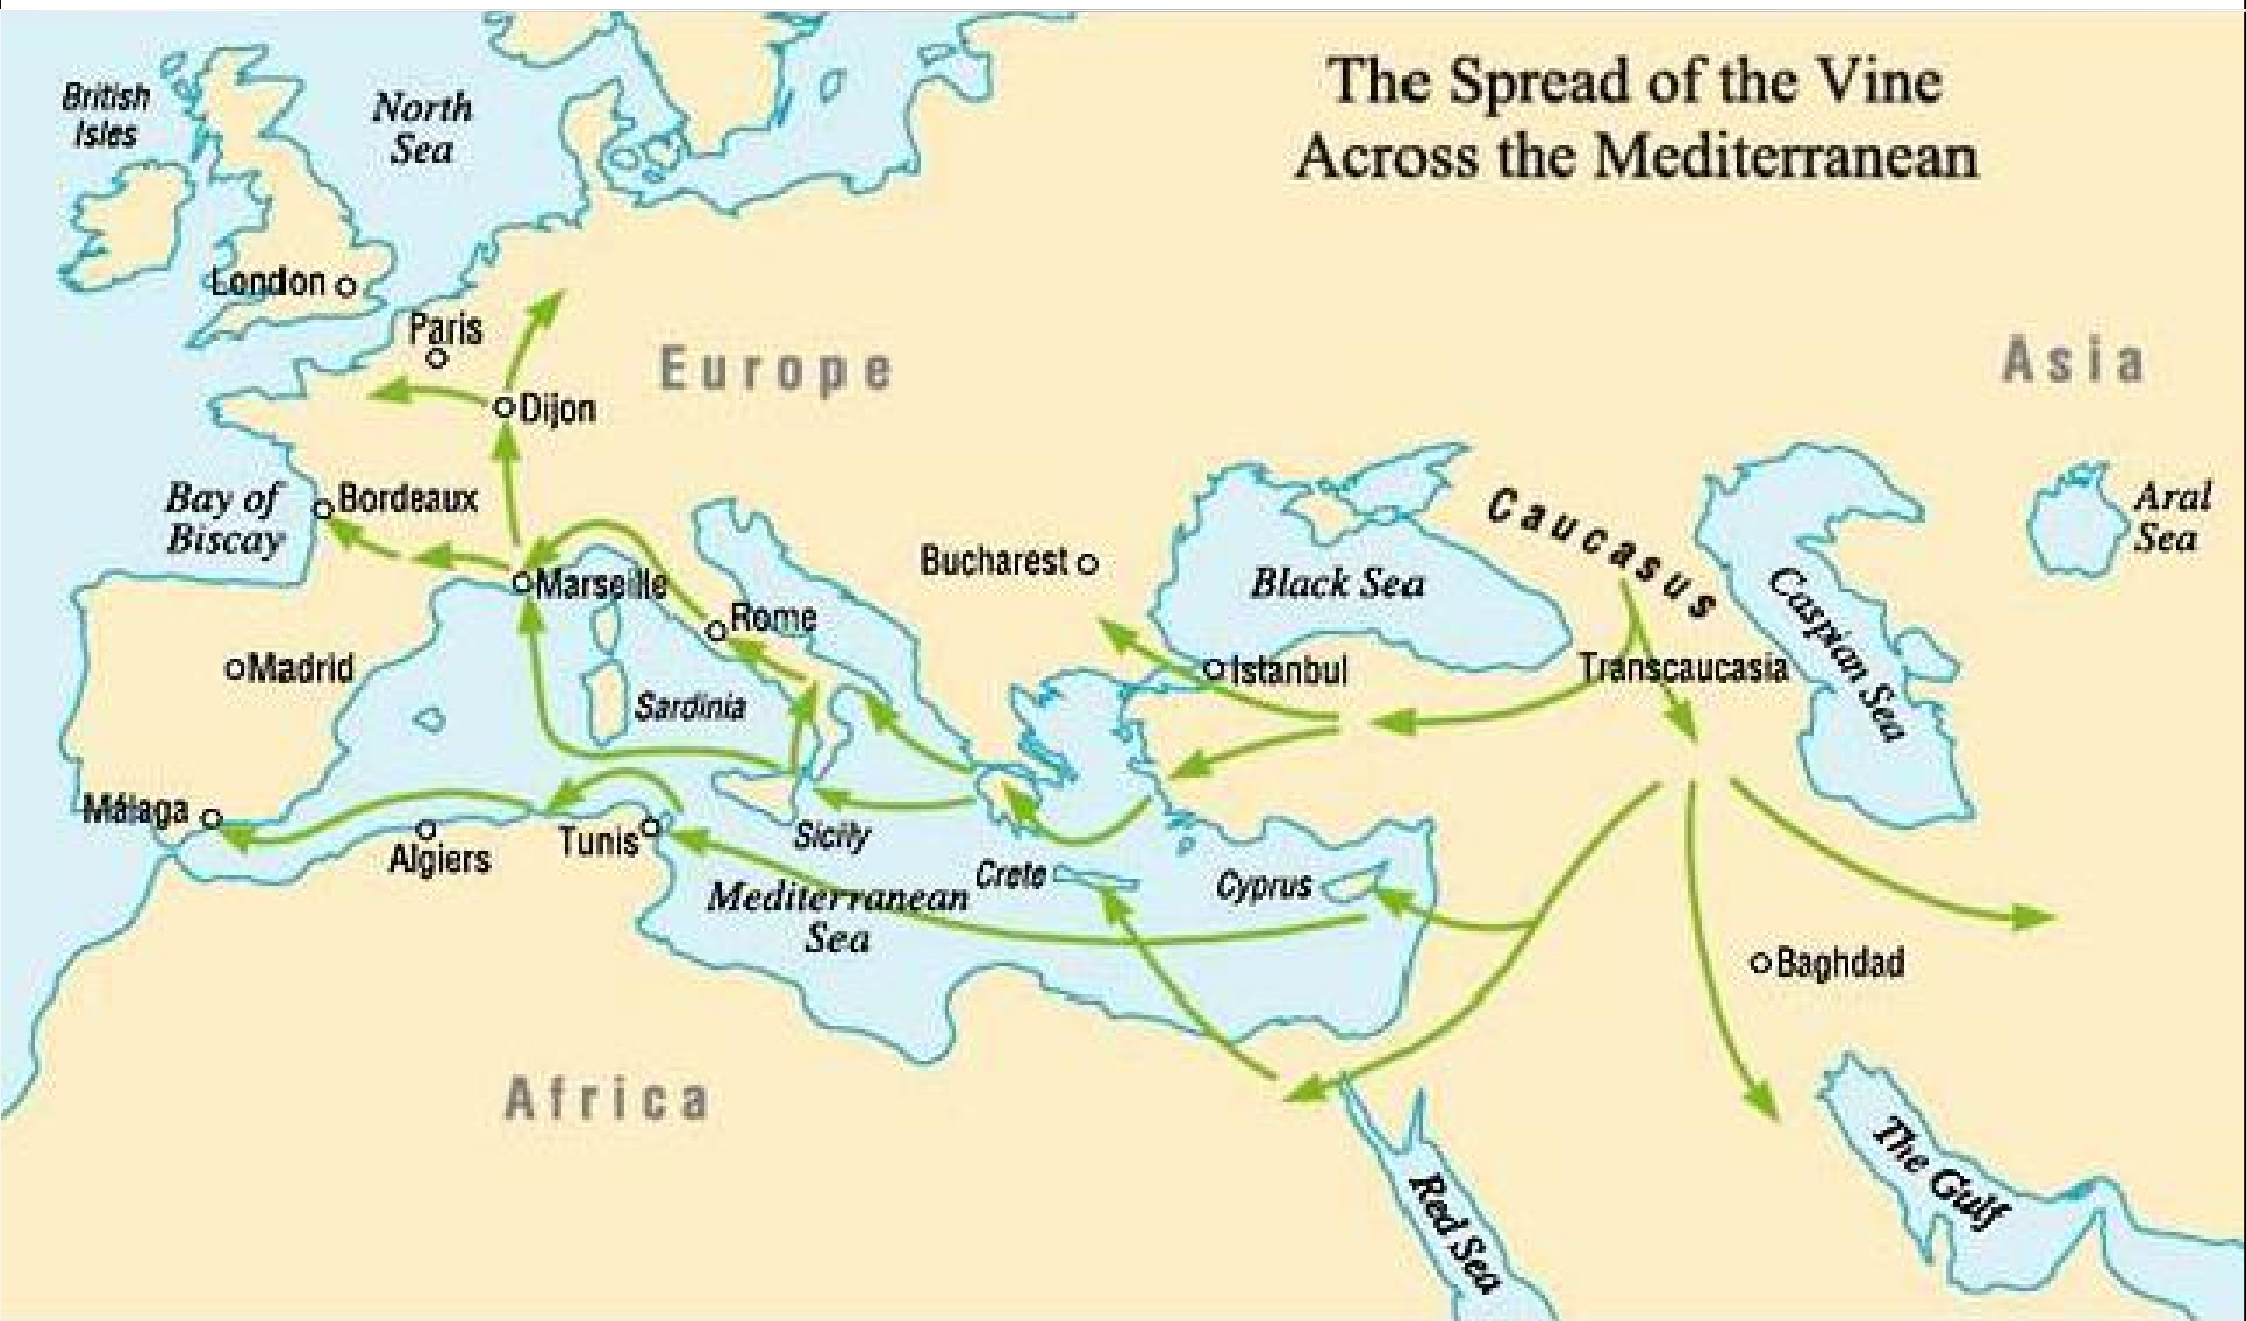 The Spread of the Vine
Across the Mediterranean
British
Isles
North
Sea
London
Paris
Europe
Asia
Dijon
Bay of
Biscay
Bordeaux
Caucasus
Aral
Sea
Bucharest
Black Sea
Caspian Sea
Marseille
Rome
Madrid
Istanbul
Transcaucasia
Sardinia
Málaga
Algiers
Tunis
Sicily
Crete
Cyprus
Mediterranean
Sea
Baghdad
Africa
The Gulf
Red Sea